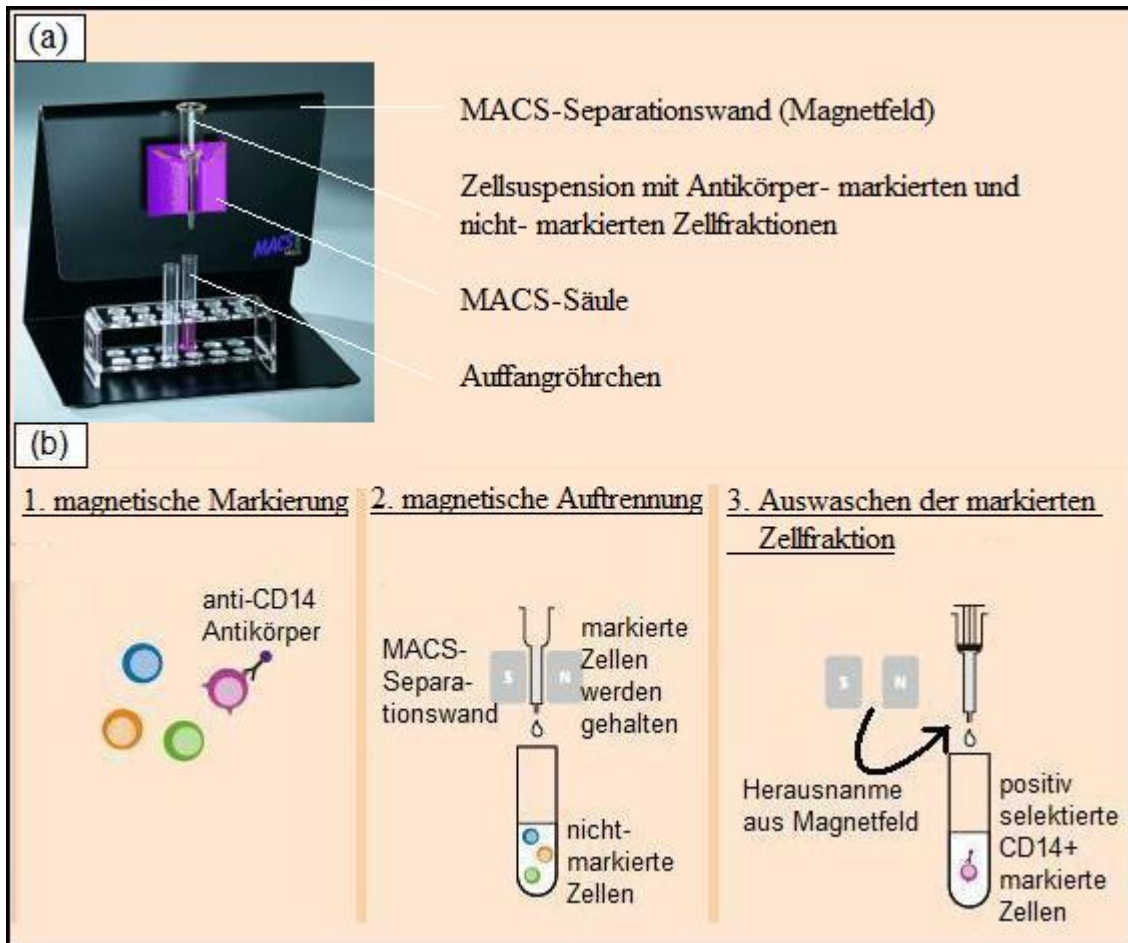 (a)
MACS-Separationswand (Magnetfeld)
Zellsuspension mit Antikörper- markierten und
nicht- markierten Zellfraktionen
MACS-Säule
Auffangröhrchen
MACS
(b)
1. magnetische Markierung
anti-CD14
Antikörper
2. magnetische Auftrennung
MACS-
Separa-
tionswand
S
N
markierte
Zellen
werden
gehalten
nicht-
markierte
Zellen
3. Auswaschen der markierten
Zellfraktion
S
N
Herausnanme
aus Magnetfeld
positiv
selektierte
CD14+
markierte
Zellen